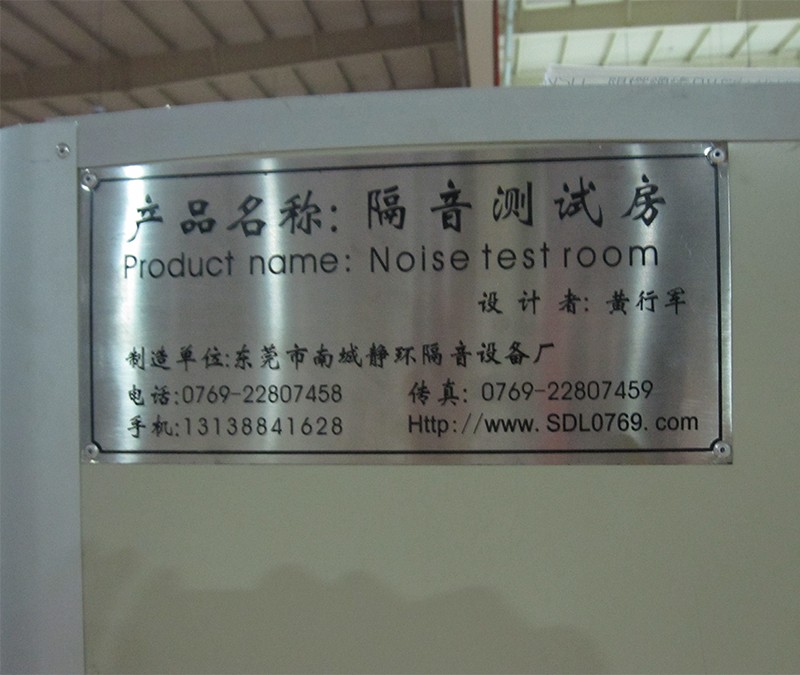 产品名称: 隔音测试房
Product name: Noise test room
设计者: 黄行军
制造单位:东莞市南城静环隔音设备厂
电话:0769-22807458 传真: 0769-22807459
手机:13138841628 Http://www.SDL0769.com